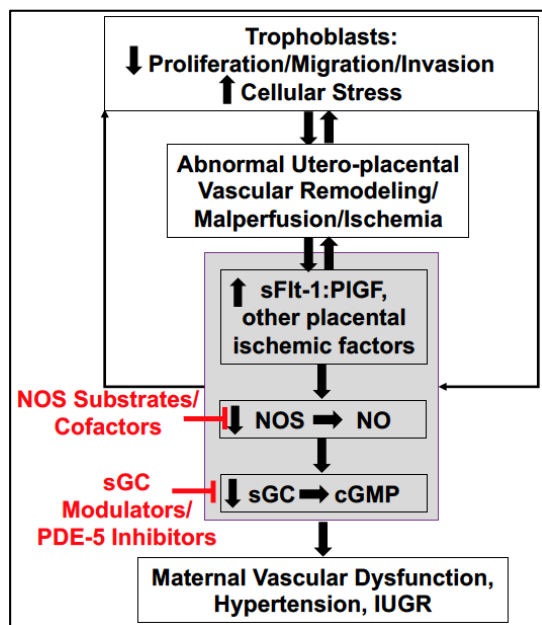 Trophoblasts:
Proliferation/Migration/Invasion
Cellular Stress
Abnormal Utero-placental
Vascular Remodeling/
Malperfusion/Ischemia
sFlt-1:PlGF,
other placental
ischemic factors
NOS Substrates/
Cofactors
NOS NO
sGC
Modulators/
PDE-5 Inhibitors
sGC cGMP
Maternal Vascular Dysfunction,
Hypertension, IUGR